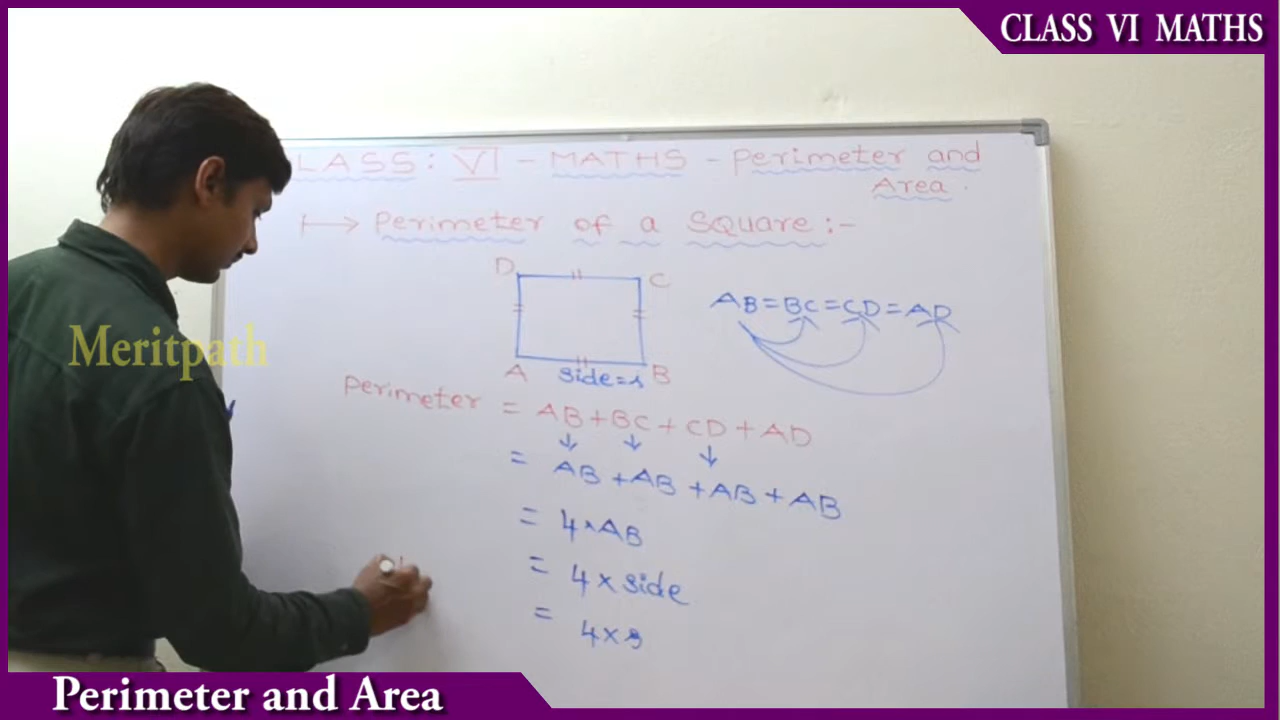 CLASS VI MATHS
LASS: VI - MATHS - Perimeter and
Area.
↦ Perimeter of a Square:-
D
C
AB=BC=CD=AD
A side=s B
Meritpath
Perimeter = AB+BC+CD+AD
= AB+AB+AB+AB
= 4×AB
= 4×side
= 4×s
Perimeter and Area